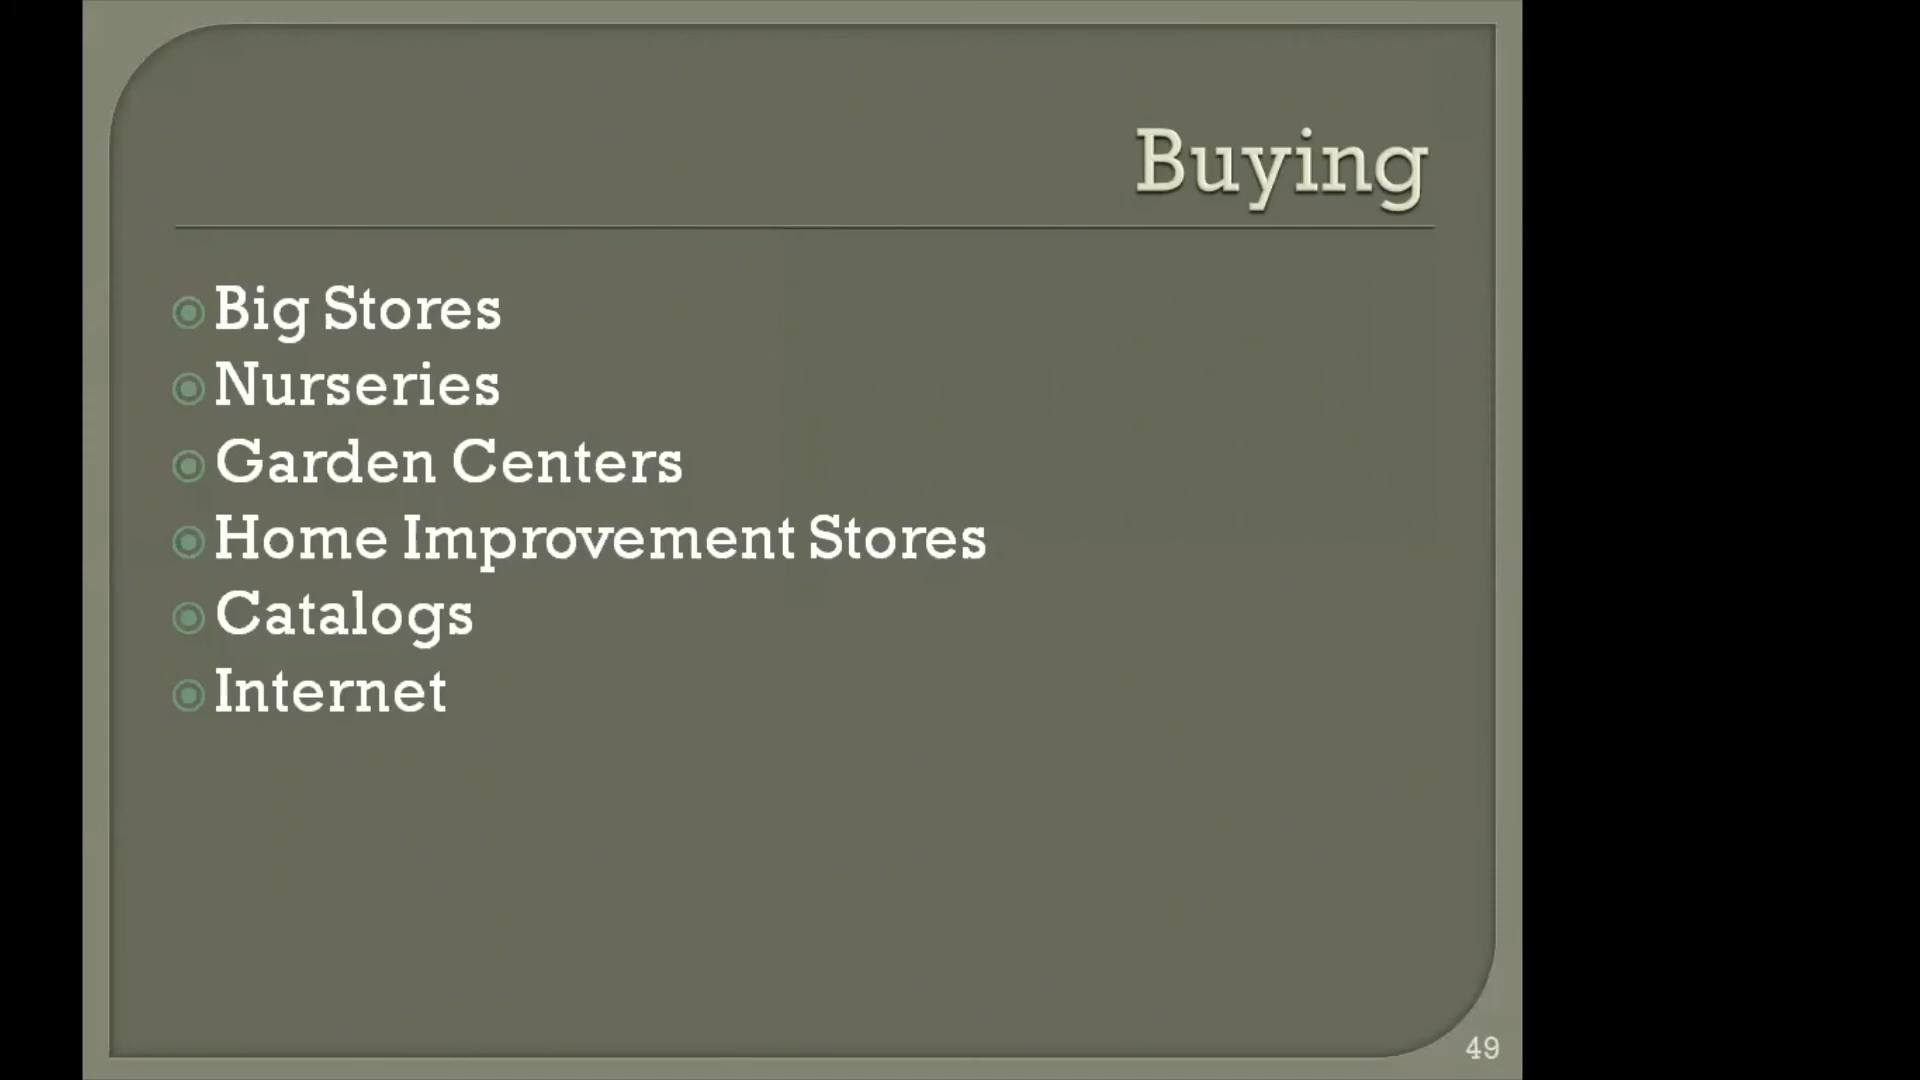 Buying
Big Stores
Nurseries
Garden Centers
Home Improvement Stores
Catalogs
Internet
49